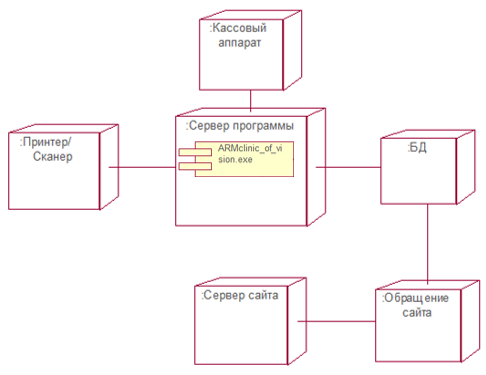 :Кассовый
аппарат
:Сервер программы
ARMclinic_of_vi
sion.exe
:Принтер/
Сканер
:БД
:Сервер сайта
:Обращение
сайта